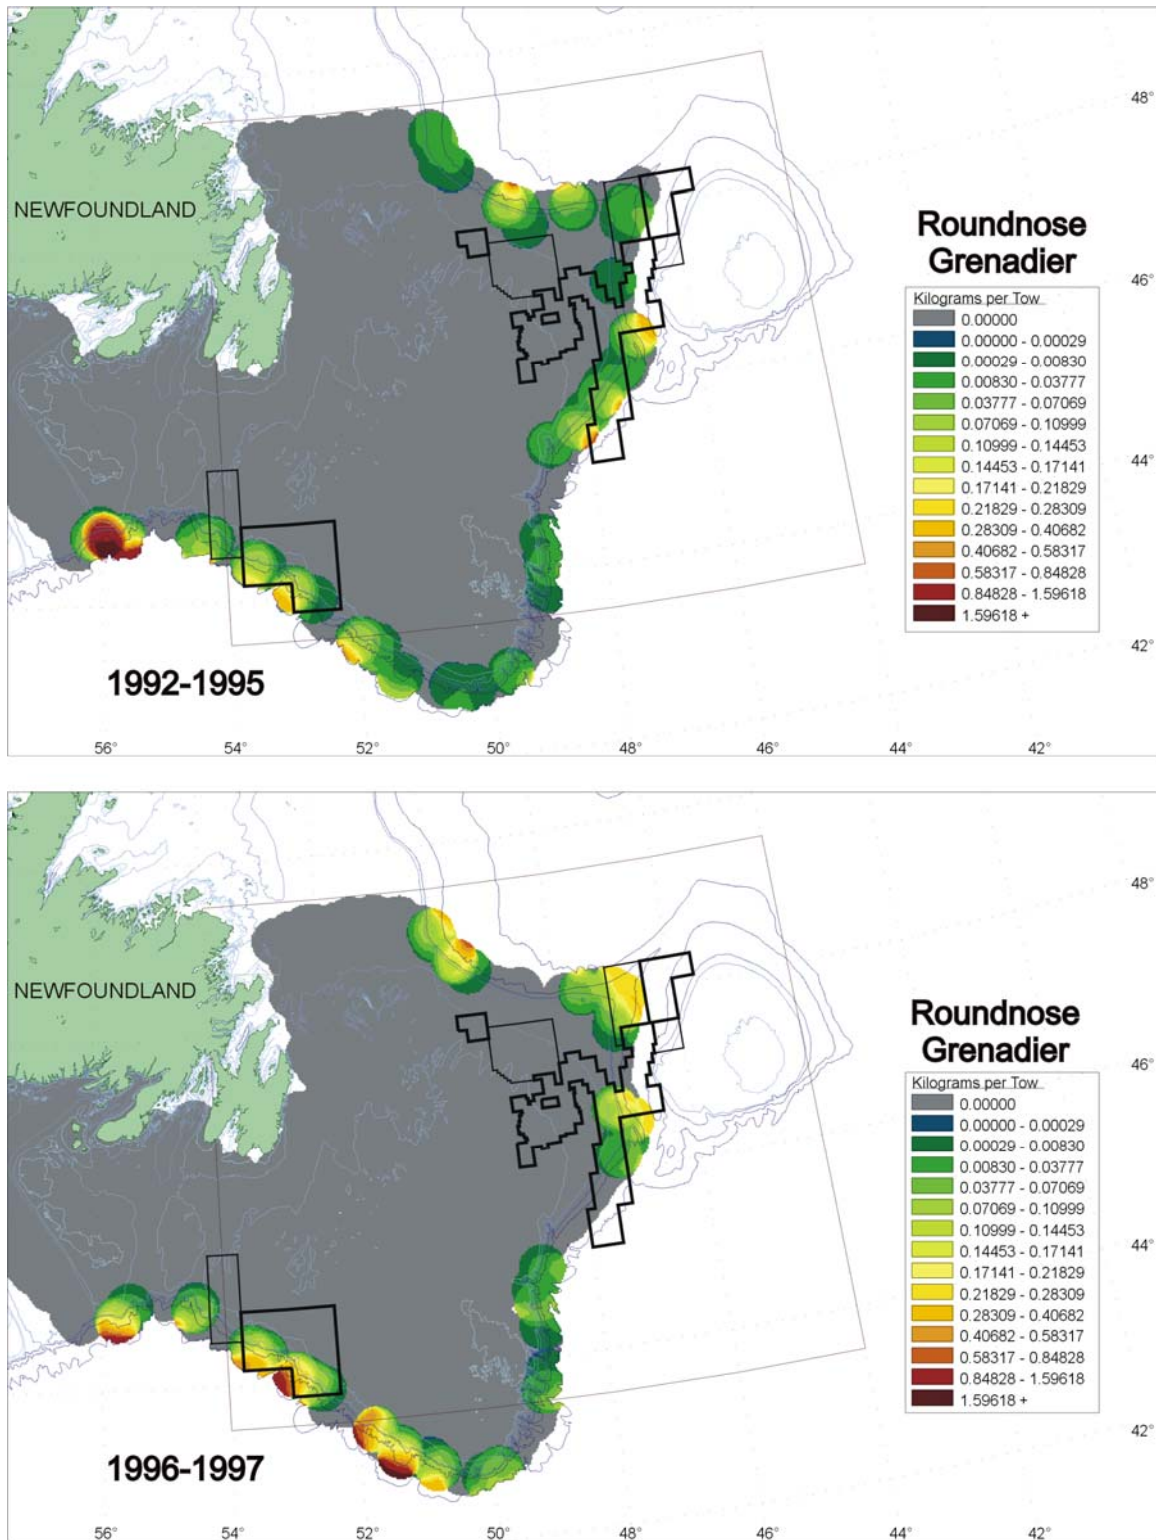 48°
NEWFOUNDLAND
Roundnose
Grenadier
46°
Kilograms per Tow
0.00000
0.00000 - 0.00029
0.00029 - 0.00830
0.00830 - 0.03777
0.03777 - 0.07069
0.07069 - 0.10999
0.10999 - 0.14453
0.14453 - 0.17141
0.17141 - 0.21829
0.21829 - 0.28309
0.28309 - 0.40682
0.40682 - 0.58317
0.58317 - 0.84828
0.84828 - 1.59618
1.59618 +
44°
42°
1992-1995
56° 54° 52° 50° 48° 46° 44° 42°
48°
NEWFOUNDLAND
Roundnose
Grenadier
46°
Kilograms per Tow
0.00000
0.00000 - 0.00029
0.00029 - 0.00830
0.00830 - 0.03777
0.03777 - 0.07069
0.07069 - 0.10999
0.10999 - 0.14453
0.14453 - 0.17141
0.17141 - 0.21829
0.21829 - 0.28309
0.28309 - 0.40682
0.40682 - 0.58317
0.58317 - 0.84828
0.84828 - 1.59618
1.59618 +
44°
42°
1996-1997
56° 54° 52° 50° 48° 46° 44° 42°